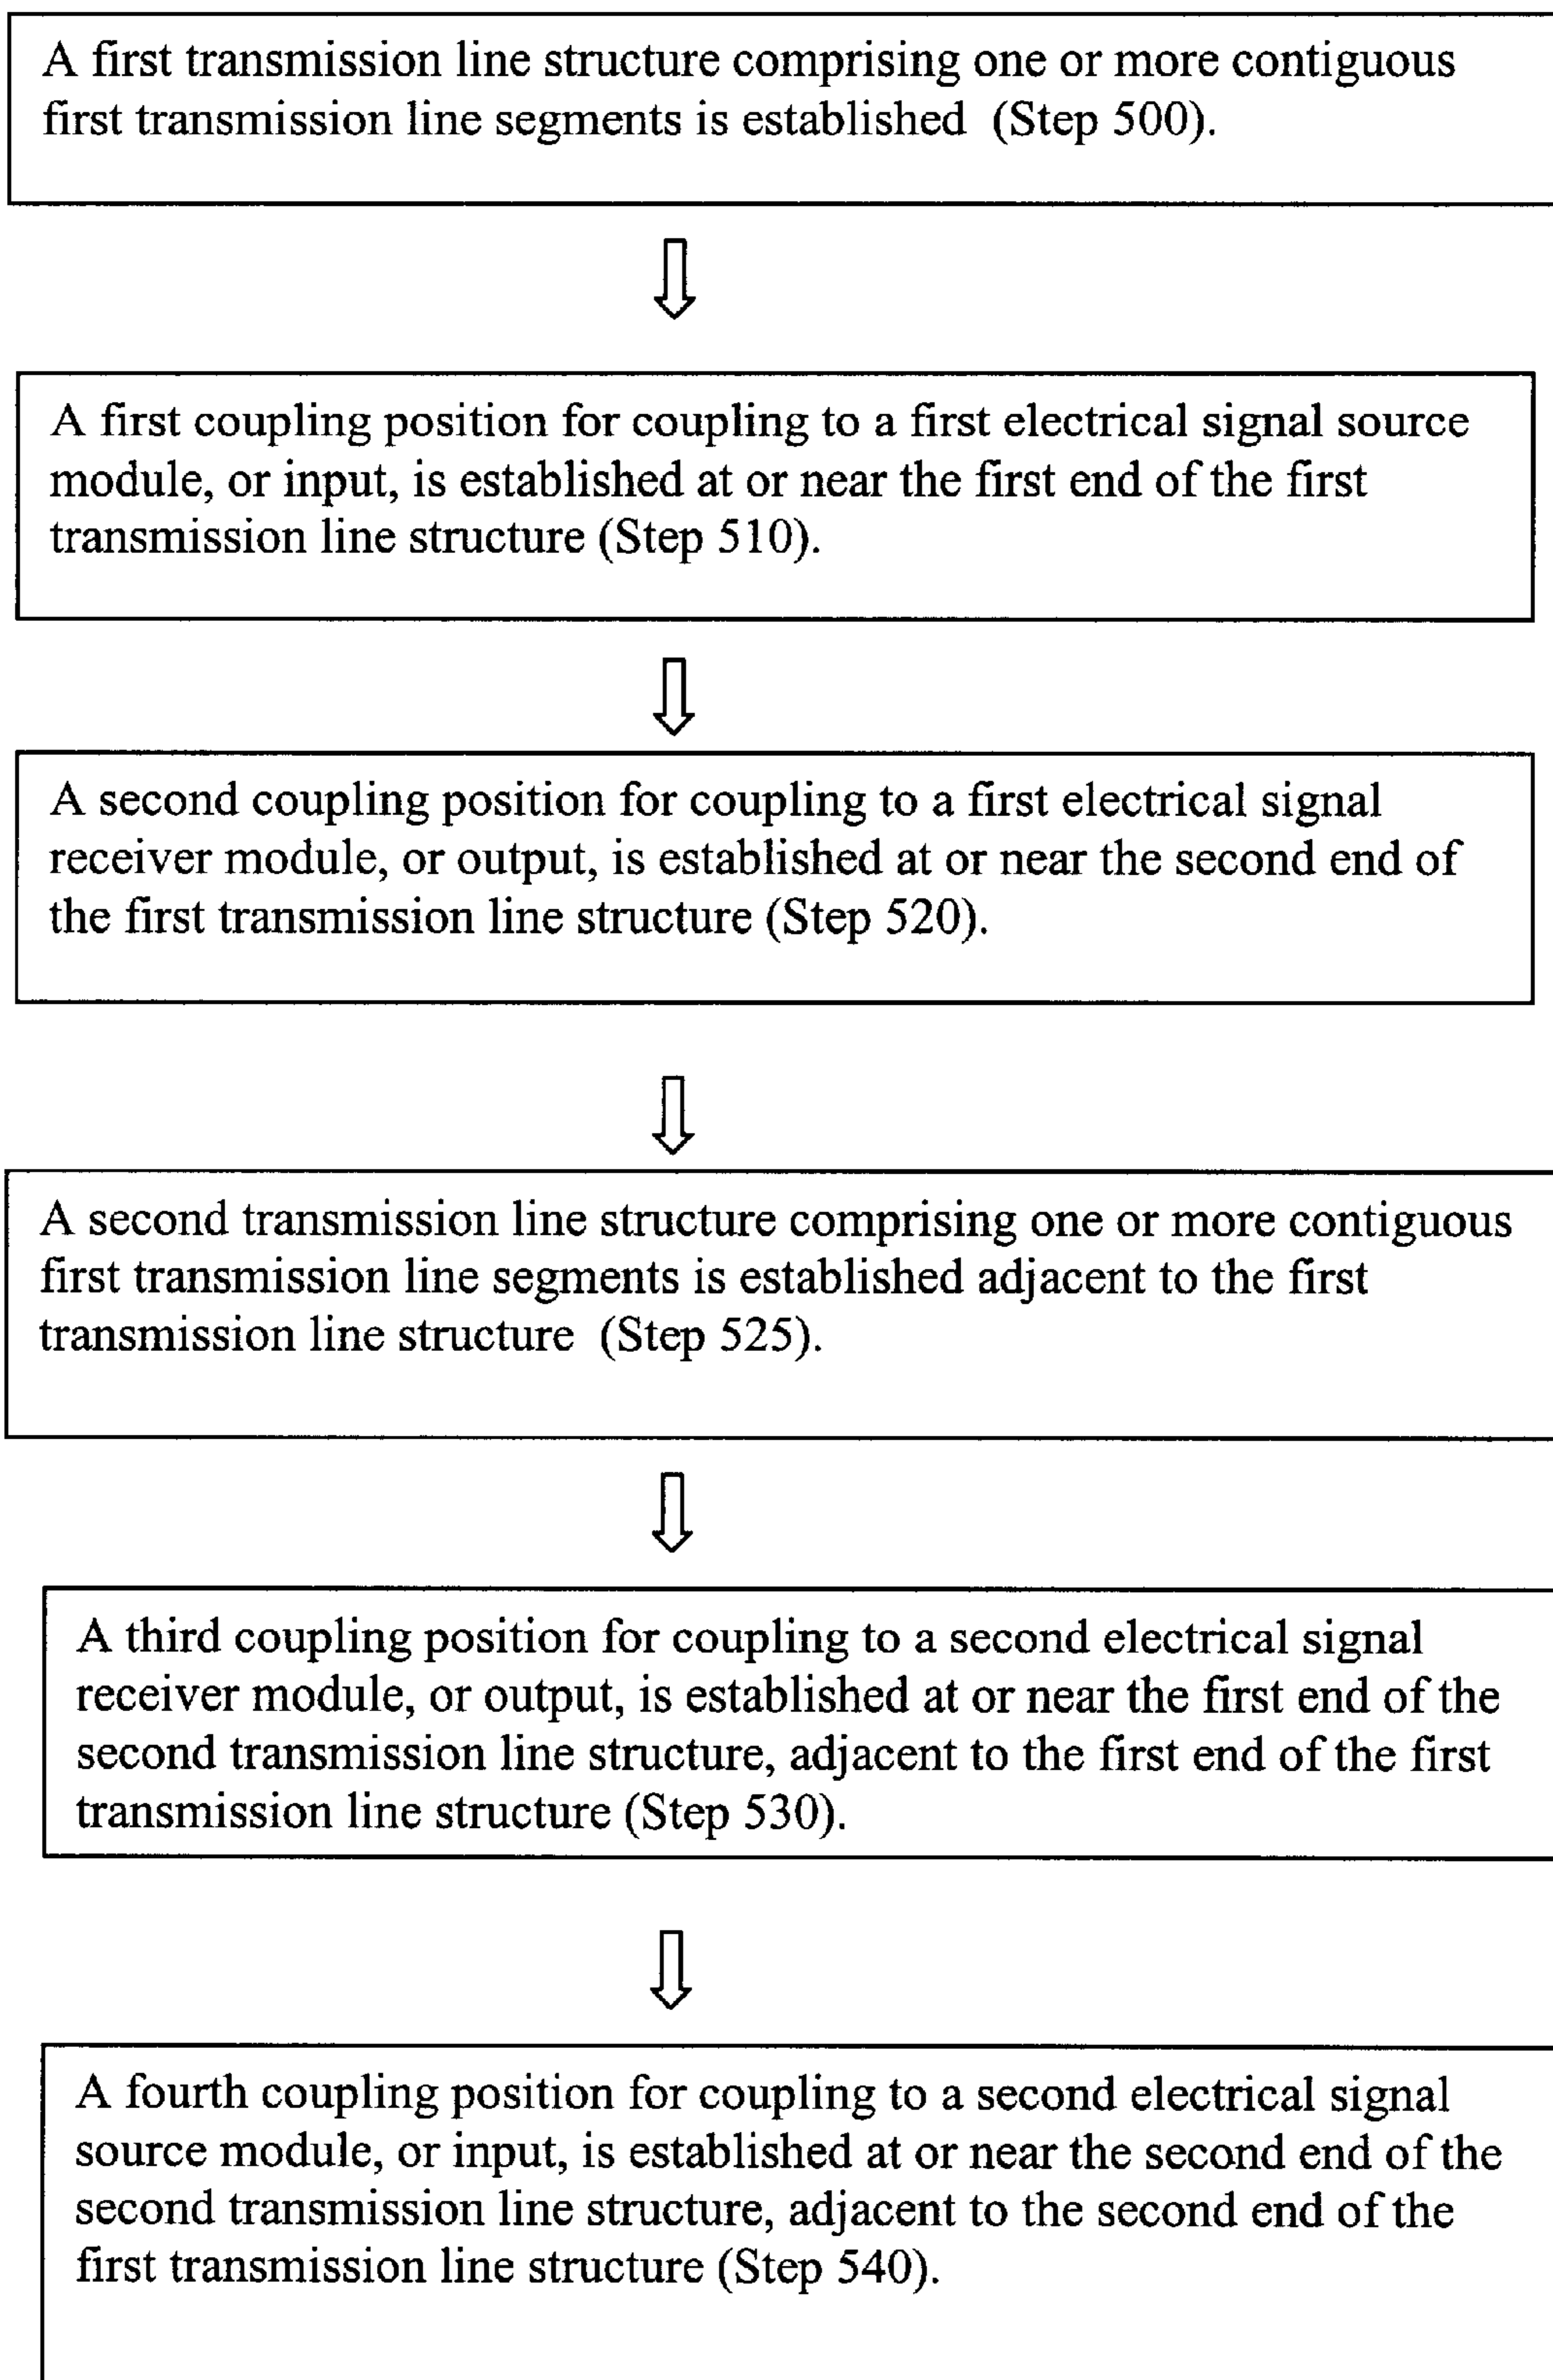 A first transmission line structure comprising one or more contiguous
first transmission line segments is established (Step 500).
A first coupling position for coupling to a first electrical signal source
module, or input, is established at or near the first end of the first
transmission line structure (Step 510).
A second coupling position for coupling to a first electrical signal
receiver module, or output, is established at or near the second end of
the first transmission line structure (Step 520).
A second transmission line structure comprising one or more contiguous
first transmission line segments is established adjacent to the first
transmission line structure (Step 525).
A third coupling position for coupling to a second electrical signal
receiver module, or output, is established at or near the first end of the
second transmission line structure, adjacent to the first end of the first
transmission line structure (Step 530).
A fourth coupling position for coupling to a second electrical signal
source module, or input, is established at or near the second end of the
second transmission line structure, adjacent to the second end of the
first transmission line structure (Step 540).